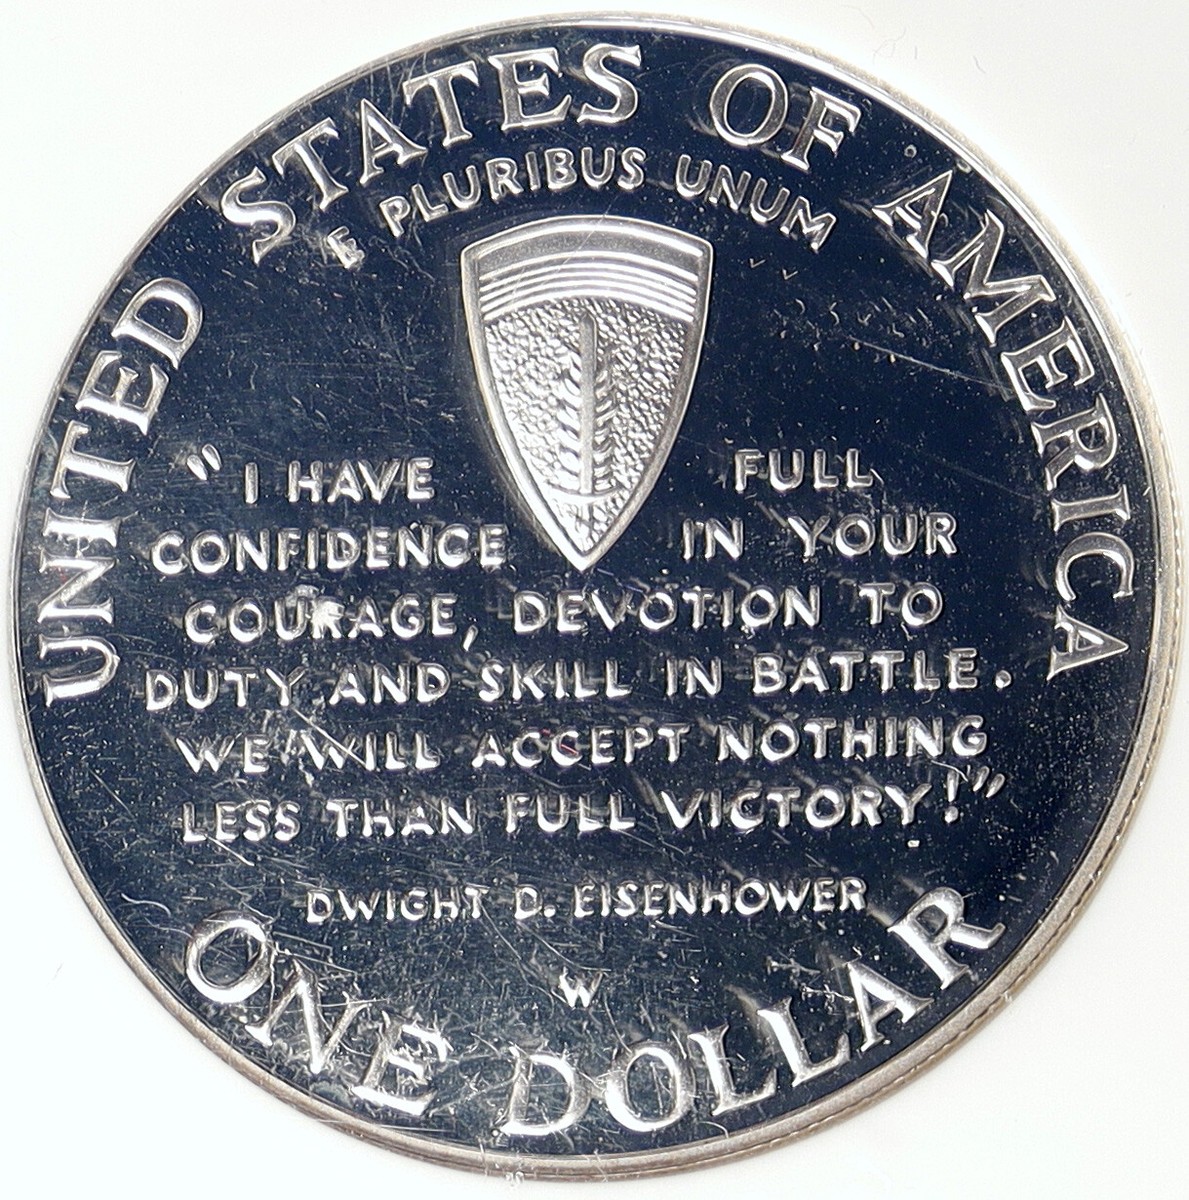 UNITED STATES OF AMERICA
E PLURIBUS UNUM
“I HAVE FULL
CONFIDENCE IN YOUR
COURAGE, DEVOTION TO
DUTY AND SKILL IN BATTLE.
WE WILL ACCEPT NOTHING
LESS THAN FULL VICTORY!”
DWIGHT D. EISENHOWER
W
ONE DOLLAR